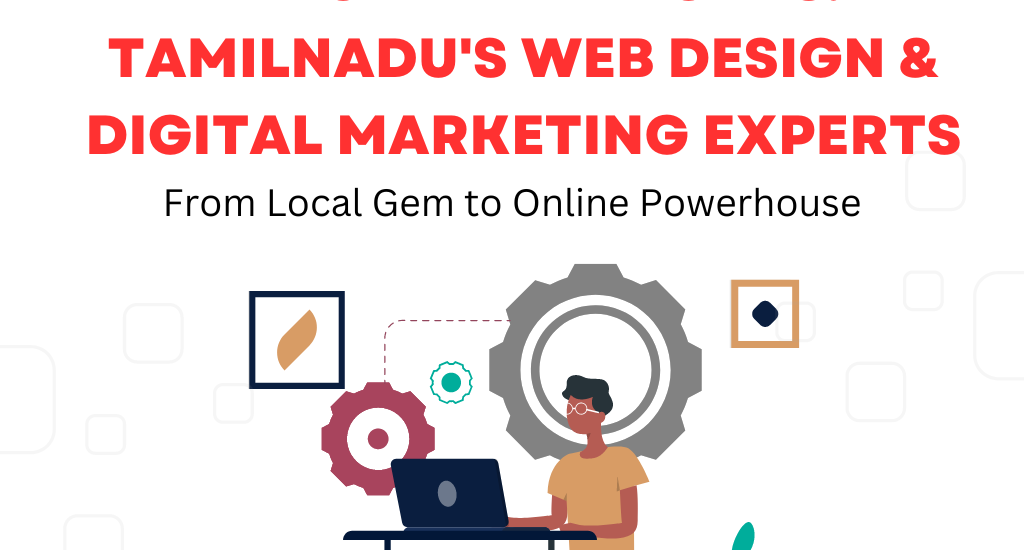 TAMILNADU'S WEB DESIGN &
DIGITAL MARKETING EXPERTS
From Local Gem to Online Powerhouse